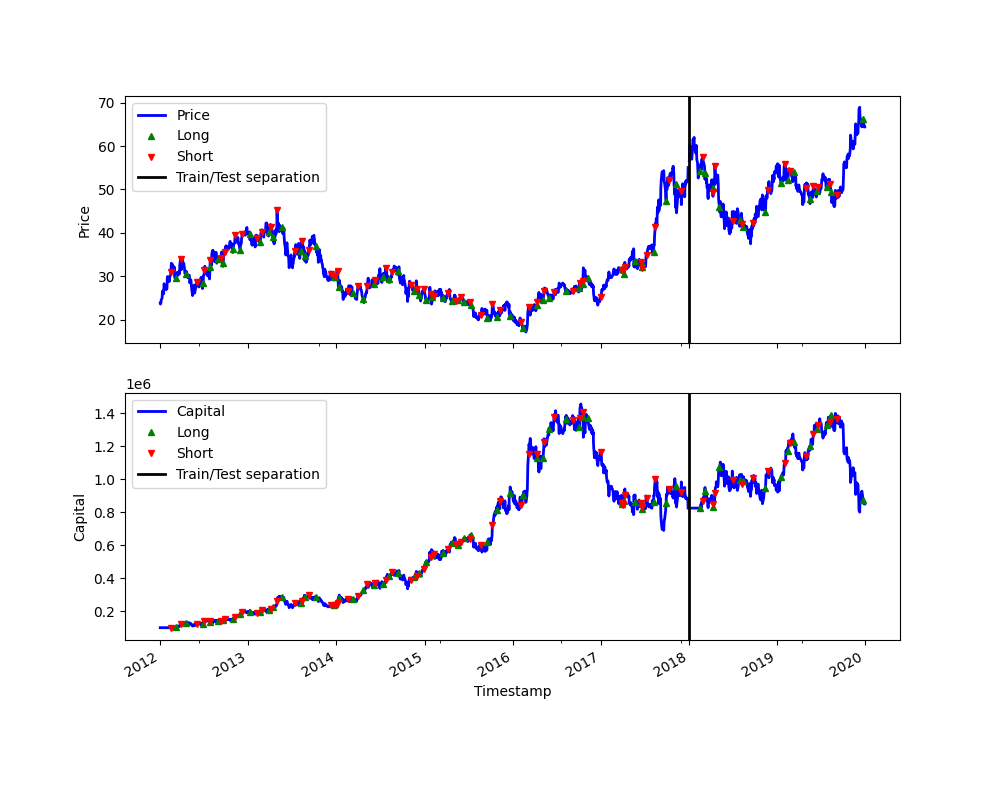 70
60
50
40
30
20
Price
Price
Long
Short
Train/Test separation
1e6
1.4
1.2
1.0
0.8
0.6
0.4
0.2
Capital
Capital
Long
Short
Train/Test separation
2012
2013
2014
2015
2016
2017
2018
2019
2020
Timestamp